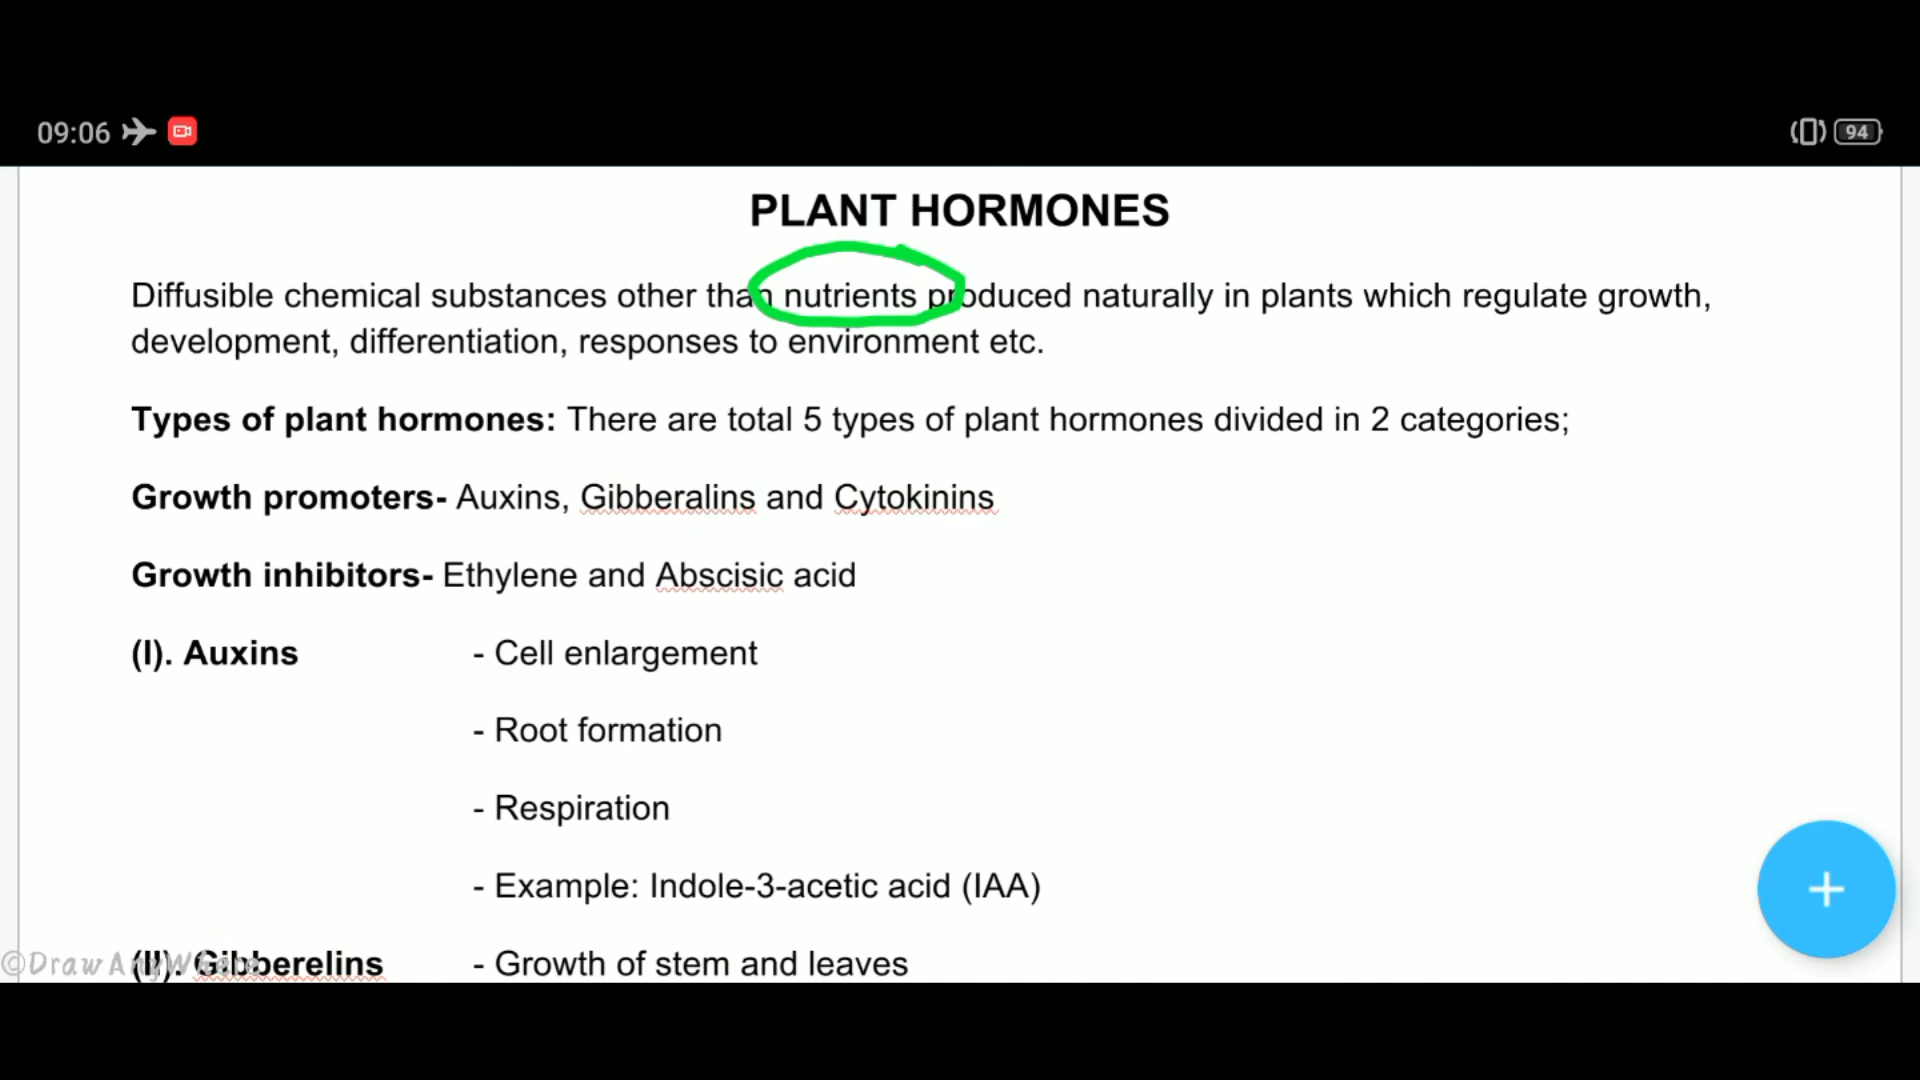 09:06
94
PLANT HORMONES
Diffusible chemical substances other than nutrients produced naturally in plants which regulate growth,
development, differentiation, responses to environment etc.
Types of plant hormones: There are total 5 types of plant hormones divided in 2 categories;
Growth promoters- Auxins, Gibberalins and Cytokinins
Growth inhibitors- Ethylene and Abscisic acid
(I). Auxins - Cell enlargement
- Root formation
- Respiration
- Example: Indole-3-acetic acid (IAA)
(II). Gibberelins - Growth of stem and leaves
©DrawAnyWhere